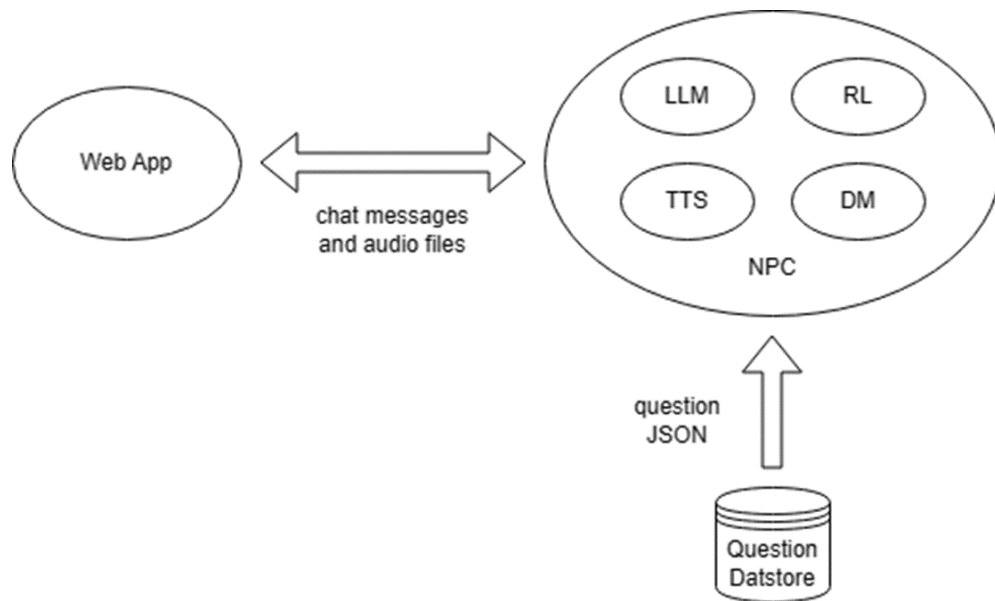 Web App
chat messages
and audio files
LLM
RL
TTS
DM
NPC
question
JSON
Question
Datstore